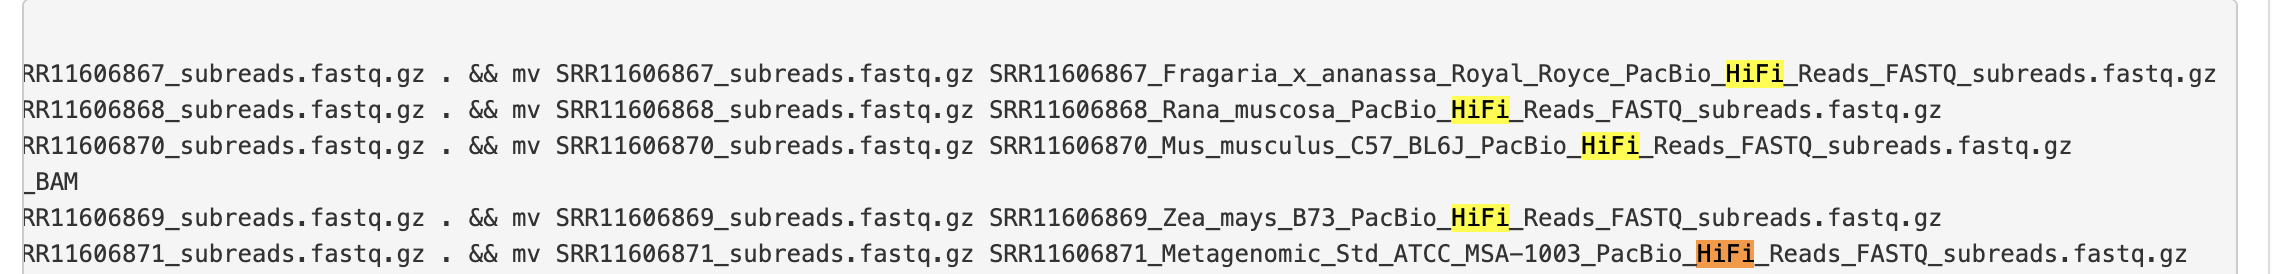 RR11606867_subreads.fastq.gz . && mv SRR11606867_subreads.fastq.gz SRR11606867_Fragaria_x_ananassa_Royal_Royce_PacBio_HiFi_Reads_FASTQ_subreads.fastq.gz
RR11606868_subreads.fastq.gz . && mv SRR11606868_subreads.fastq.gz SRR11606868_Rana_muscosa_PacBio_HiFi_Reads_FASTQ_subreads.fastq.gz
RR11606870_subreads.fastq.gz . && mv SRR11606870_subreads.fastq.gz SRR11606870_Mus_musculus_C57_BL6J_PacBio_HiFi_Reads_FASTQ_subreads.fastq.gz
_BAM
RR11606869_subreads.fastq.gz . && mv SRR11606869_subreads.fastq.gz SRR11606869_Zea_mays_B73_PacBio_HiFi_Reads_FASTQ_subreads.fastq.gz
RR11606871_subreads.fastq.gz . && mv SRR11606871_subreads.fastq.gz SRR11606871_Metagenomic_Std_ATCC_MSA-1003_PacBio_HiFi_Reads_FASTQ_subreads.fastq.gz